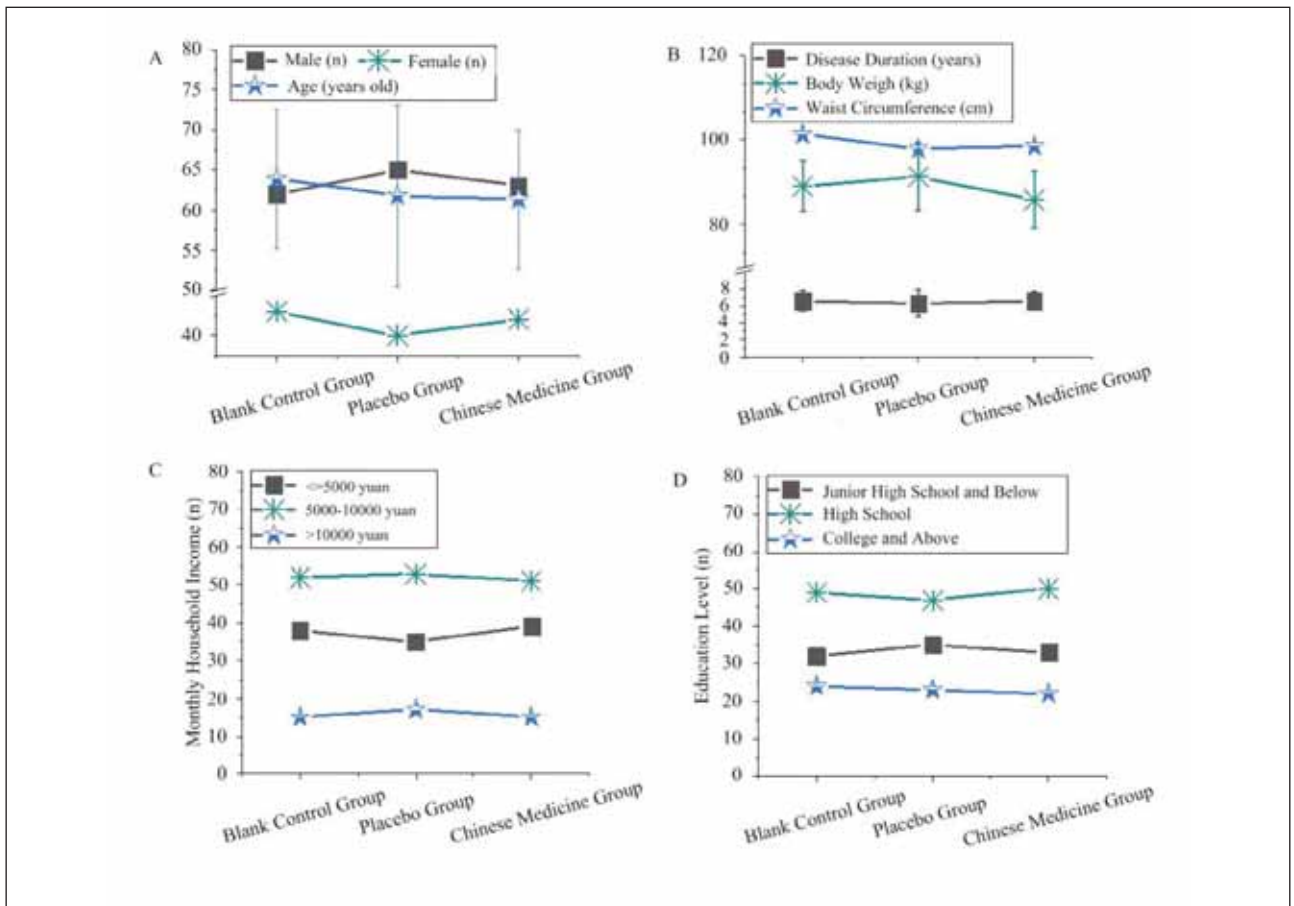 A
Male (n) Female (n)
Age (years old)
80
75
70
65
60
55
50
40
Blank Control Group
Placebo Group
Chinese Medicine Group
B
Disease Duration (years)
Body Weigh (kg)
Waist Circumference (cm)
120
100
80
8
6
4
2
0
Blank Control Group
Placebo Group
Chinese Medicine Group
C
<=5000 yuan
5000-10000 yuan
>10000 yuan
Monthly Household Income (n)
80
70
60
50
40
30
20
10
0
Blank Control Group
Placebo Group
Chinese Medicine Group
D
Junior High School and Below
High School
College and Above
Education Level (n)
80
70
60
50
40
30
20
10
0
Blank Control Group
Placebo Group
Chinese Medicine Group